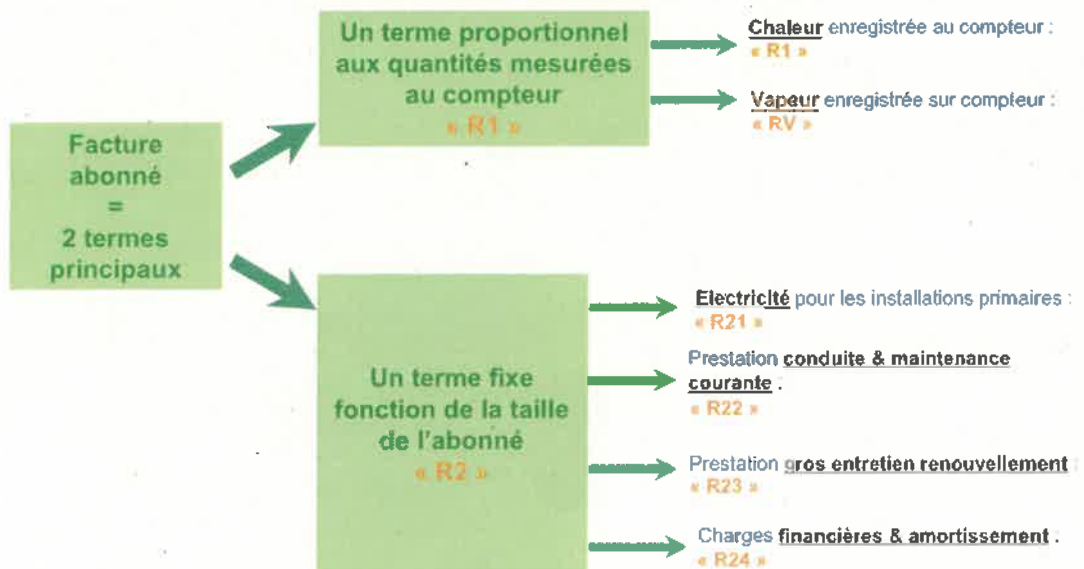 Facture
abonné
=
2 termes
principaux
Un terme proportionnel
aux quantités mesurées
au compteur
« R1 »
Chaleur enregistrée au compteur :
« R1 »
Vapeur enregistrée sur compteur :
« RV »
Un terme fixe
fonction de la taille
de l'abonné
« R2 »
Electricité pour les installations primaires :
« R21 »
Prestation conduite & maintenance
courante :
« R22 »
Prestation gros entretien renouvellement :
« R23 »
Charges financières & amortissement :
« R24 »